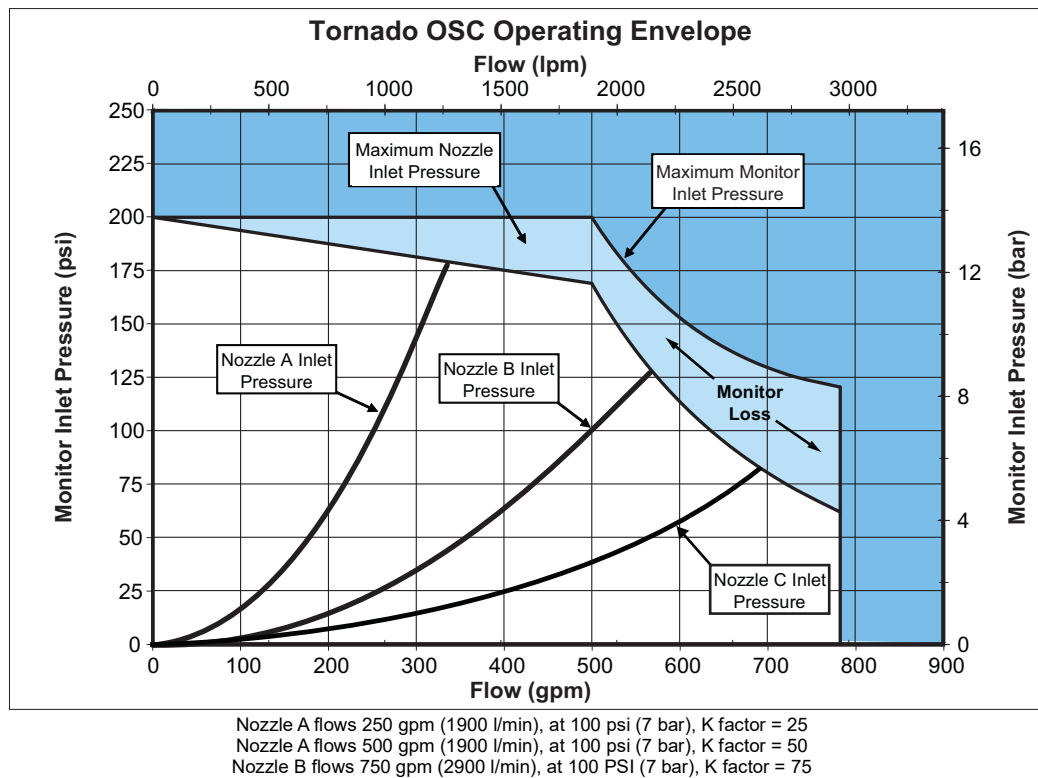 Tornado OSC Operating Envelope
Flow (lpm)
0 500 1000 1500 2000 2500 3000
250
225
200
175
150
125
100
75
50
25
0
Monitor Inlet Pressure (psi)
Maximum Nozzle
Inlet Pressure
Maximum Monitor
Inlet Pressure
Nozzle A Inlet
Pressure
Nozzle B Inlet
Pressure
Monitor
Loss
Nozzle C Inlet
Pressure
16
12
8
4
0
Monitor Inlet Pressure (bar)
0 100 200 300 400 500 600 700 800 900
Flow (gpm)
Nozzle A flows 250 gpm (1900 l/min), at 100 psi (7 bar), K factor = 25
Nozzle A flows 500 gpm (1900 l/min), at 100 psi (7 bar), K factor = 50
Nozzle B flows 750 gpm (2900 l/min), at 100 PSI (7 bar), K factor = 75